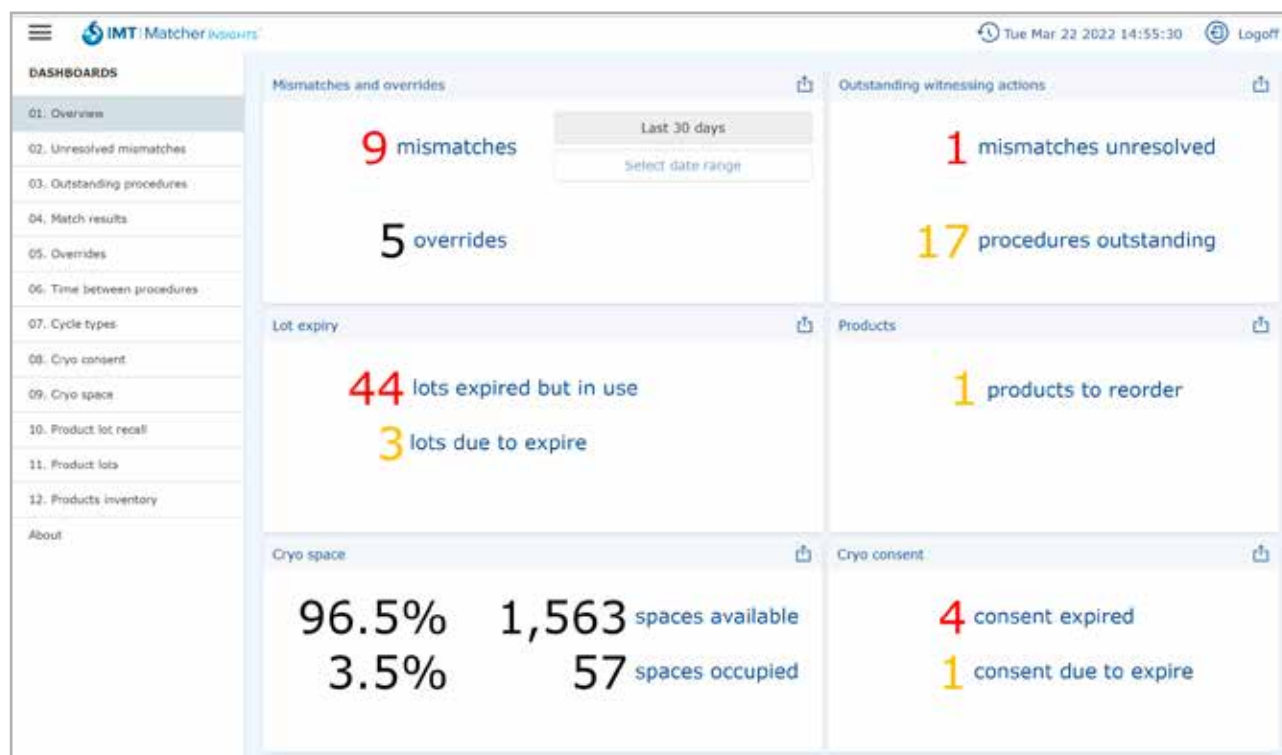 IMT Matcher INSIGHTS
Tue Mar 22 2022 14:55:30
Logoff
DASHBOARDS
01. Overview
02. Unresolved mismatches
03. Outstanding procedures
04. Match results
05. Overrides
06. Time between procedures
07. Cycle types
08. Cryo consent
09. Cryo space
10. Product lot recall
11. Product lots
12. Products inventory
About
Mismatches and overrides
9 mismatches
Last 30 days
Select date range
5 overrides
Outstanding witnessing actions
1 mismatches unresolved
17 procedures outstanding
Lot expiry
44 lots expired but in use
3 lots due to expire
Products
1 products to reorder
Cryo space
96.5% 1,563 spaces available
3.5% 57 spaces occupied
Cryo consent
4 consent expired
1 consent due to expire